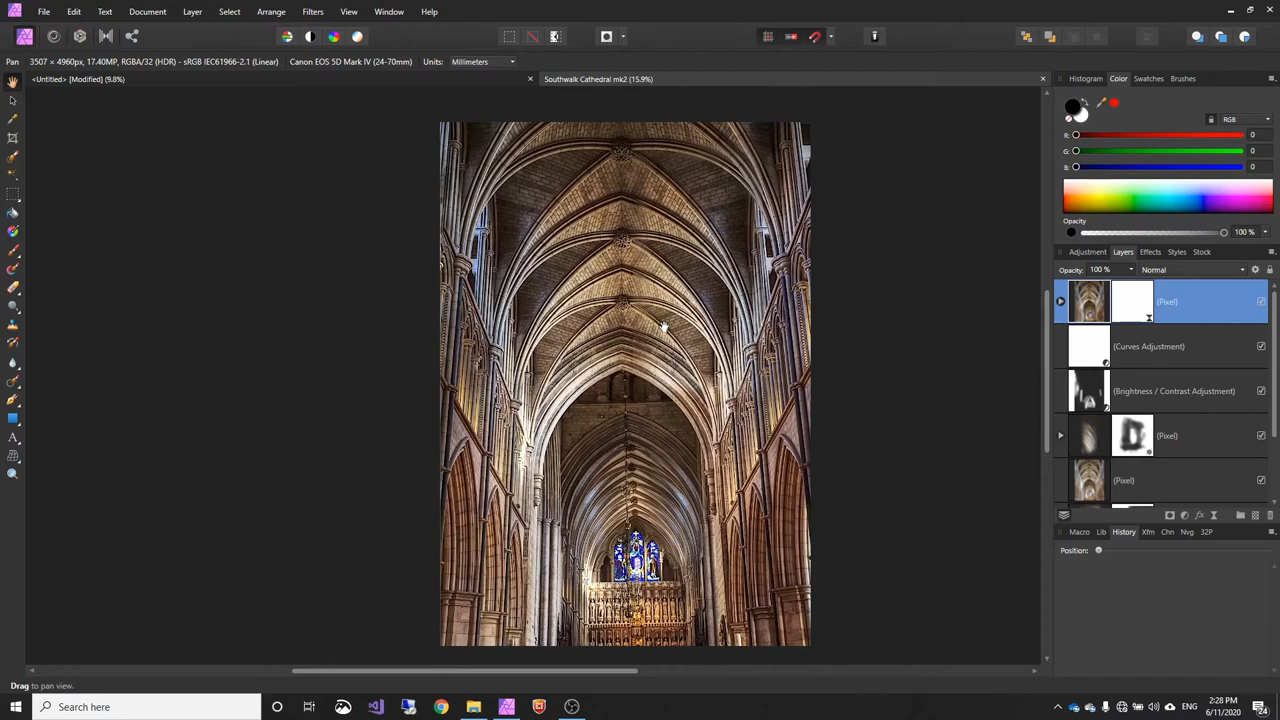 File Edit Text Document Layer Select Arrange Filters View Window Help
Pan 3507 × 4960px, 17.40MP, RGBA/32 (HDR) - sRGB IEC61966-2.1 (Linear) Canon EOS 5D Mark IV (24-70mm) Units: Millimeters
<Untitled> [Modified] (9.8%) Southwalk Cathedral mk2 (15.9%)
Histogram Color Swatches Brushes
RGB
R: 0
G: 0
B: 0
Opacity
100 %
Adjustment Layers Effects Styles Stock
Opacity: 100 % Normal
(Pixel)
(Curves Adjustment)
(Brightness / Contrast Adjustment)
(Pixel)
(Pixel)
Macro Lib History Xfm Chn Nvg 32P
Position:
Drag to pan view.
Search here
ENG
2:28 PM
6/11/2020
24